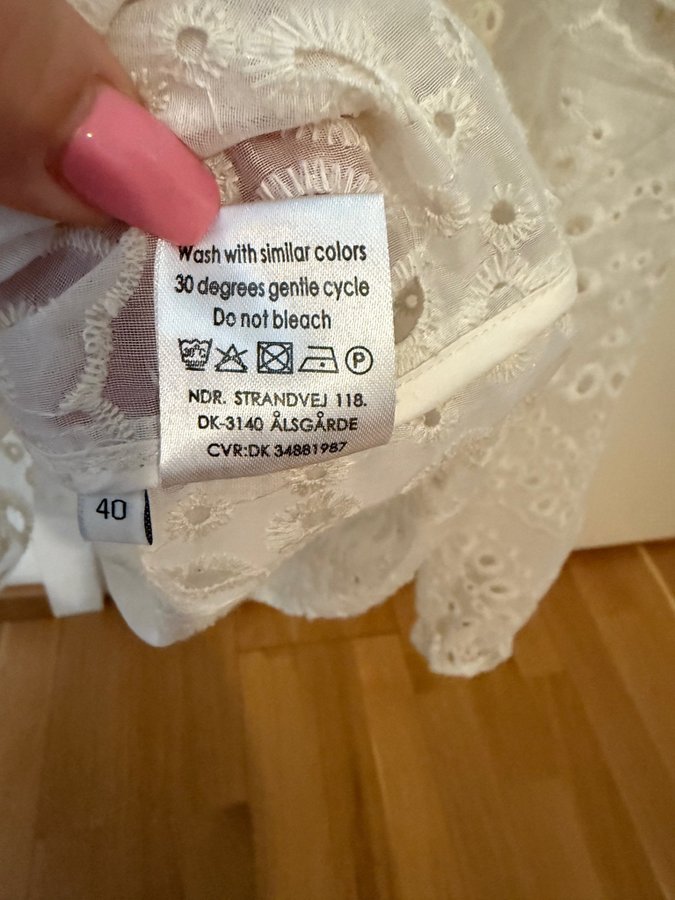 Wash with similar colors
30 degrees gentle cycle
Do not bleach
30°C
P
NDR. STRANDVEJ 118.
DK-3140 ÅLSGÅRDE
CVR:DK 34881987
40